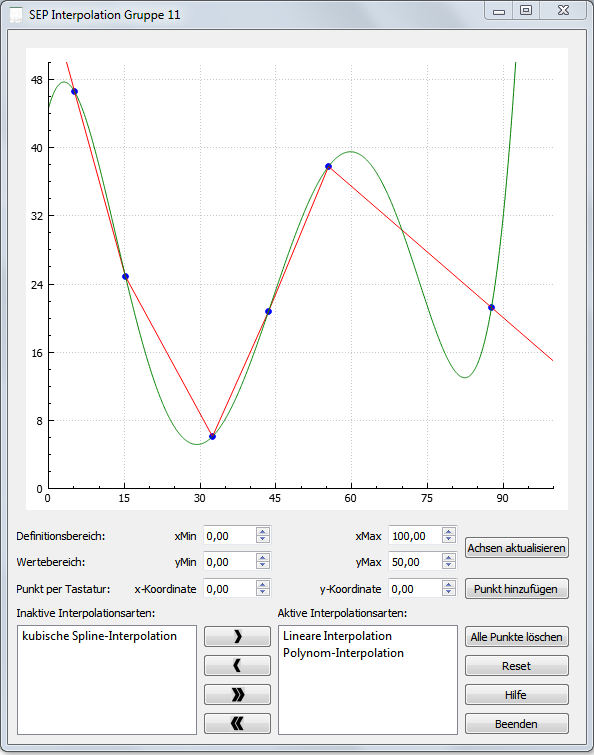 SEP Interpolation Gruppe 11
48
40
32
24
16
8
0
0 15 30 45 60 75 90
Definitionsbereich: xMin 0,00 xMax 100,00 Achsen aktualisieren
Wertebereich: yMin 0,00 yMax 50,00
Punkt per Tastatur: x-Koordinate 0,00 y-Koordinate 0,00 Punkt hinzufügen
Inaktive Interpolationsarten: Aktive Interpolationsarten:
kubische Spline-Interpolation Lineare Interpolation Alle Punkte löschen
Polynom-Interpolation
Reset
Hilfe
Beenden